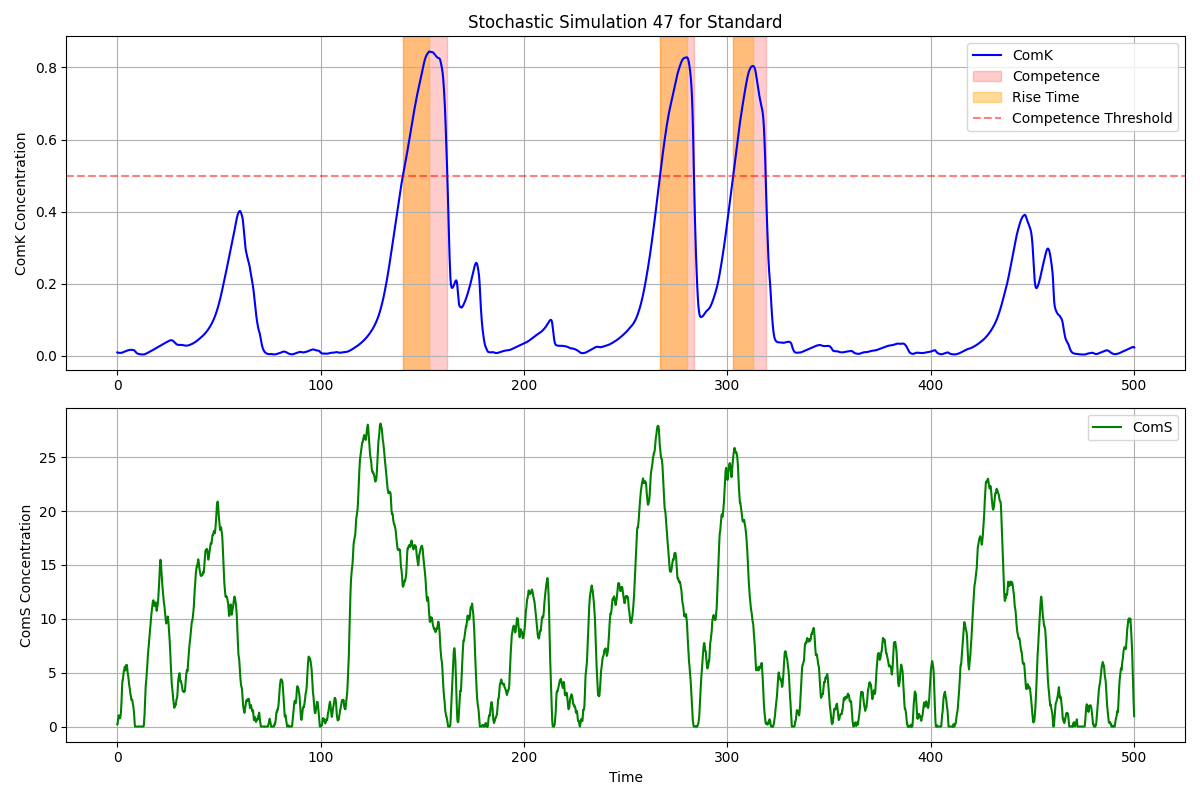 Stochastic Simulation 47 for Standard
ComK Concentration
0.8
0.6
0.4
0.2
0.0
ComK
Competence
Rise Time
Competence Threshold
0 100 200 300 400 500
ComS Concentration
25
20
15
10
5
0
ComS
0 100 200 300 400 500
Time